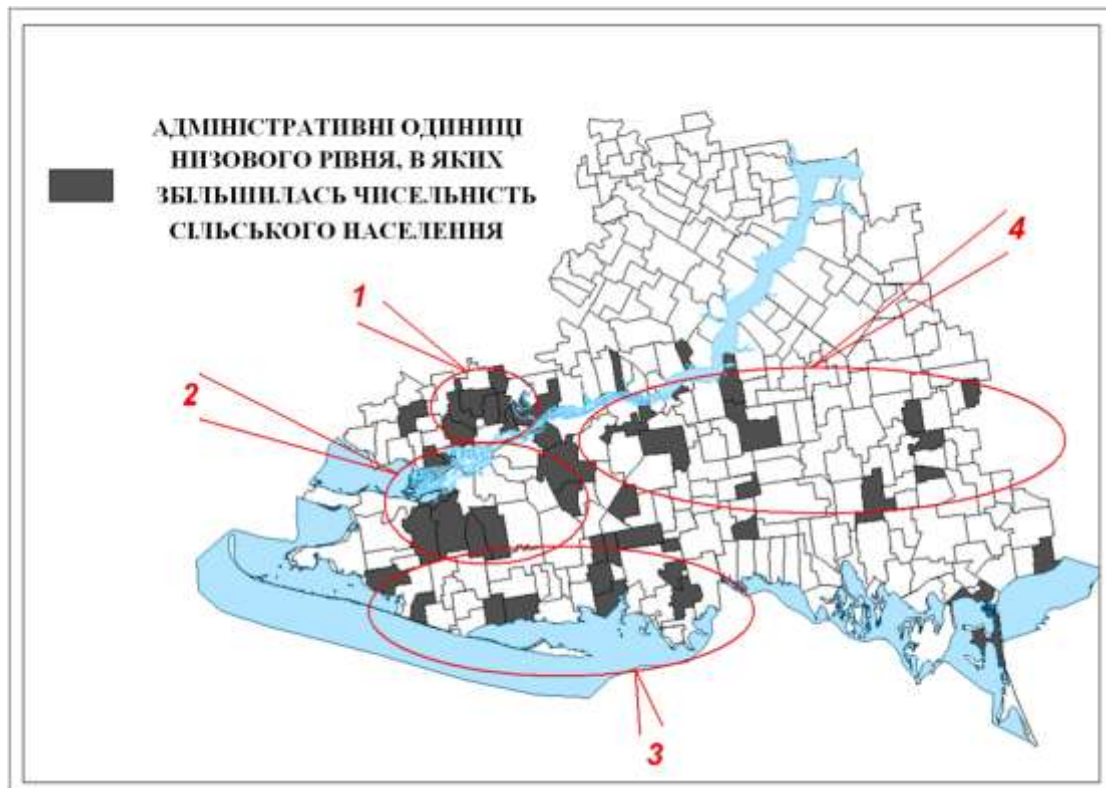 АДМІНІСТРАТИВНІ ОДИНИЦІ
НИЗОВОГО РІВНЯ, В ЯКИХ
ЗБІЛЬШИЛАСЬ ЧИСЕЛЬНІСТЬ
СІЛЬСЬКОГО НАСЕЛЕННЯ
1
2
3
4